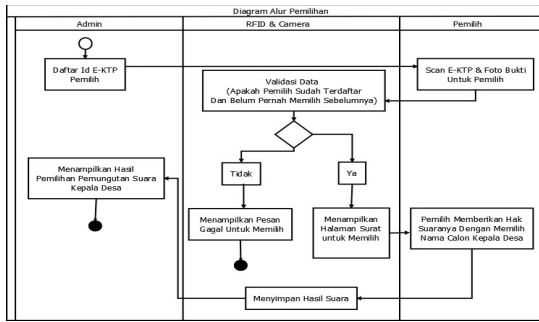 Diagram Alur Pemilihan
Admin
RFID & Camera
Pemilih
Daftar Id E-KTP
Pemilih
Scan E-KTP & Foto Bukti
Untuk Pemilih
Validasi Data
(Apakah Pemilih Sudah Terdaftar
Dan Belum Pernah Memilih Sebelumnya)
Tidak
Ya
Menampilkan Hasil
Pemilihan Pemungutan Suara
Kepala Desa
Menampilkan Pesan
Gagal Untuk Memilih
Menampilkan
Halaman Surat
untuk Memilih
Pemilih Memberikan Hak
Suaranya Dengan Memilih
Nama Calon Kepala Desa
Menyimpan Hasil Suara